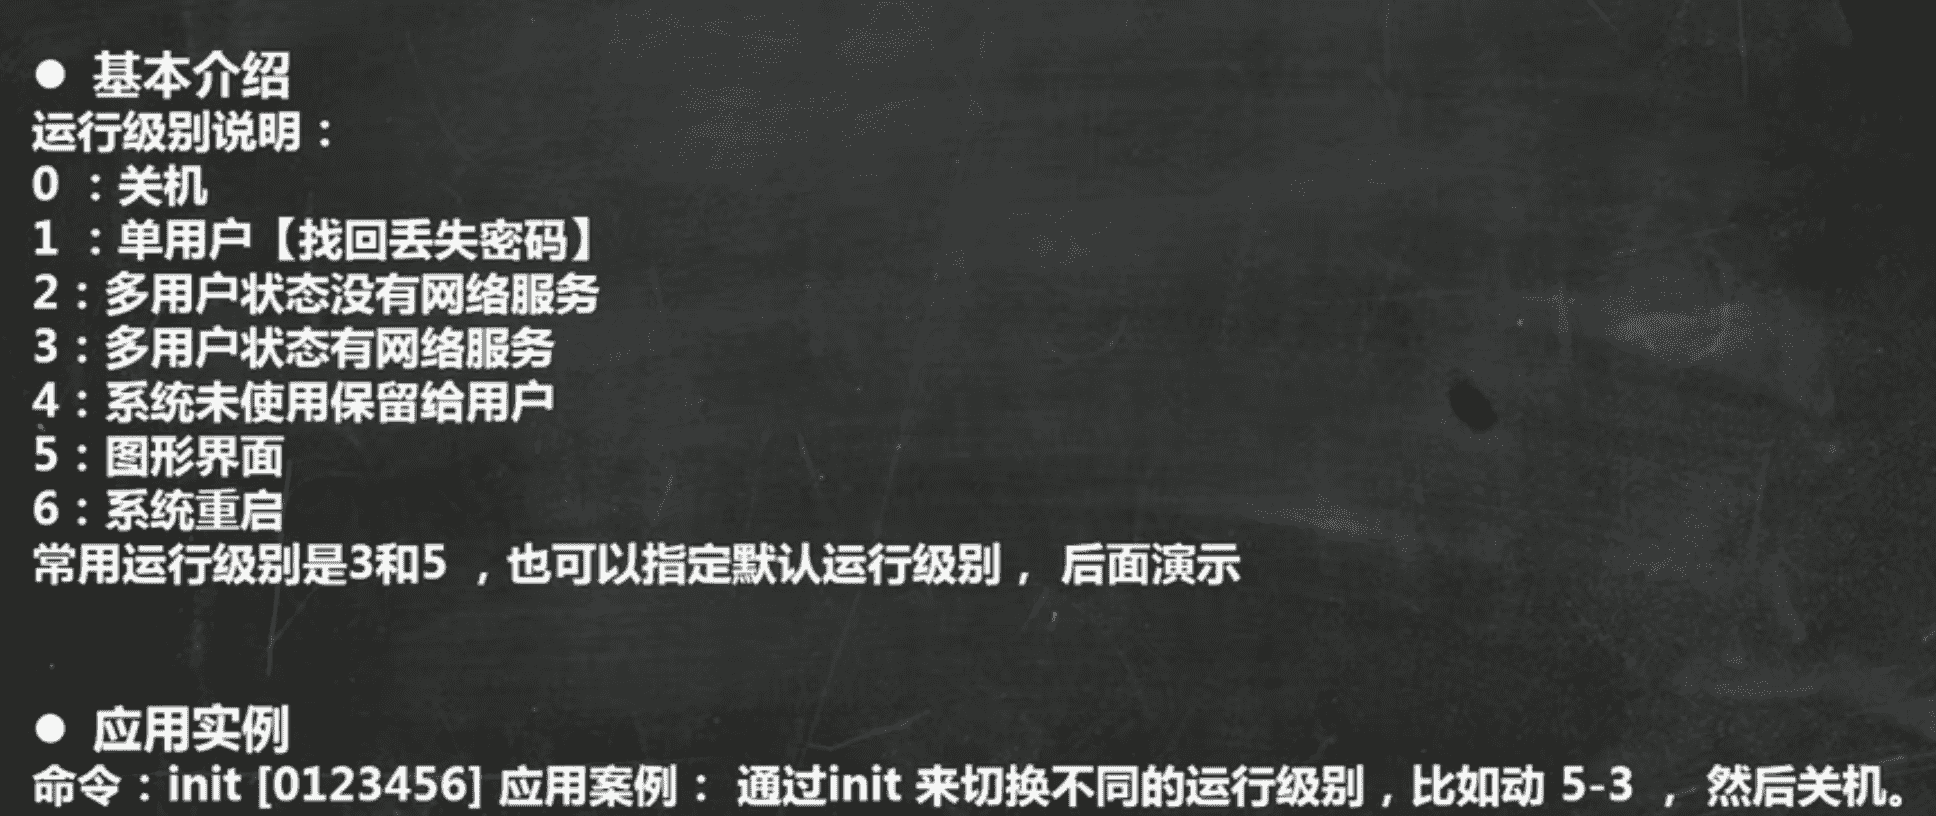 ● 基本介绍
运行级别说明：
0 ：关机
1 ：单用户【找回丢失密码】
2：多用户状态没有网络服务
3：多用户状态有网络服务
4：系统未使用保留给用户
5：图形界面
6：系统重启
常用运行级别是3和5 ，也可以指定默认运行级别， 后面演示
● 应用实例
命令：init [0123456] 应用案例： 通过init 来切换不同的运行级别，比如动 5-3 ， 然后关机。